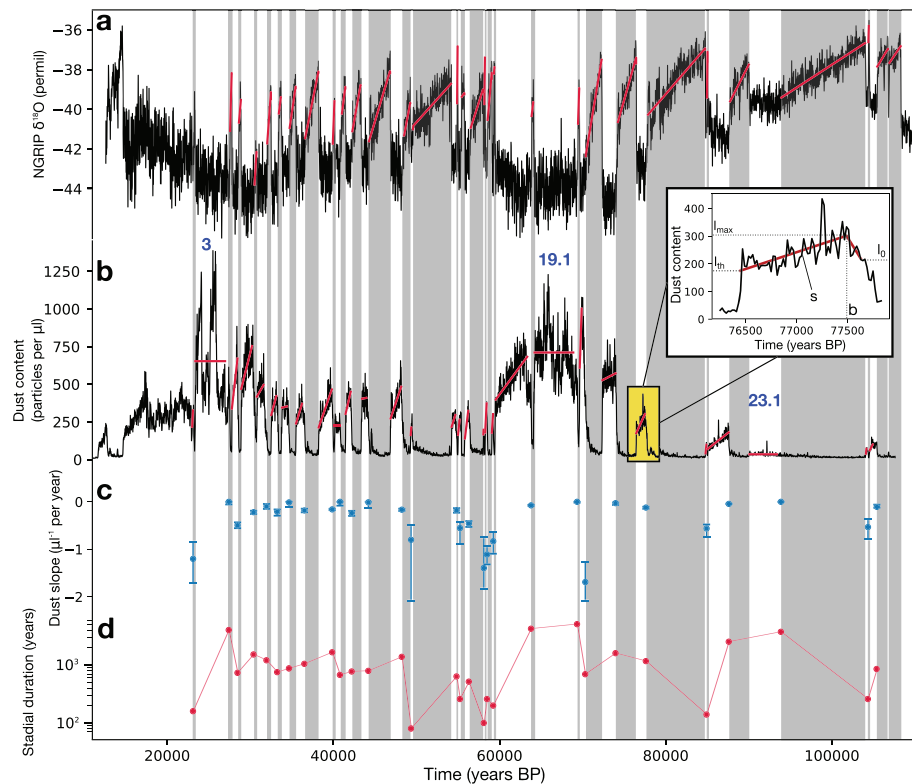 a
−36
−38
−40
−42
−44
NGRIP δ¹⁸O (permil)
b
3
19.1
23.1
1250
1000
750
500
250
0
Dust content
(particles per μl)
400
300
200
100
0
Dust content
Imax
Ith
I0
s
b
76500
77000
77500
Time (years BP)
c
0
−1
−2
Dust slope (μl⁻¹ per year)
d
10³
10²
Stadial duration (years)
20000
40000
60000
80000
100000
Time (years BP)